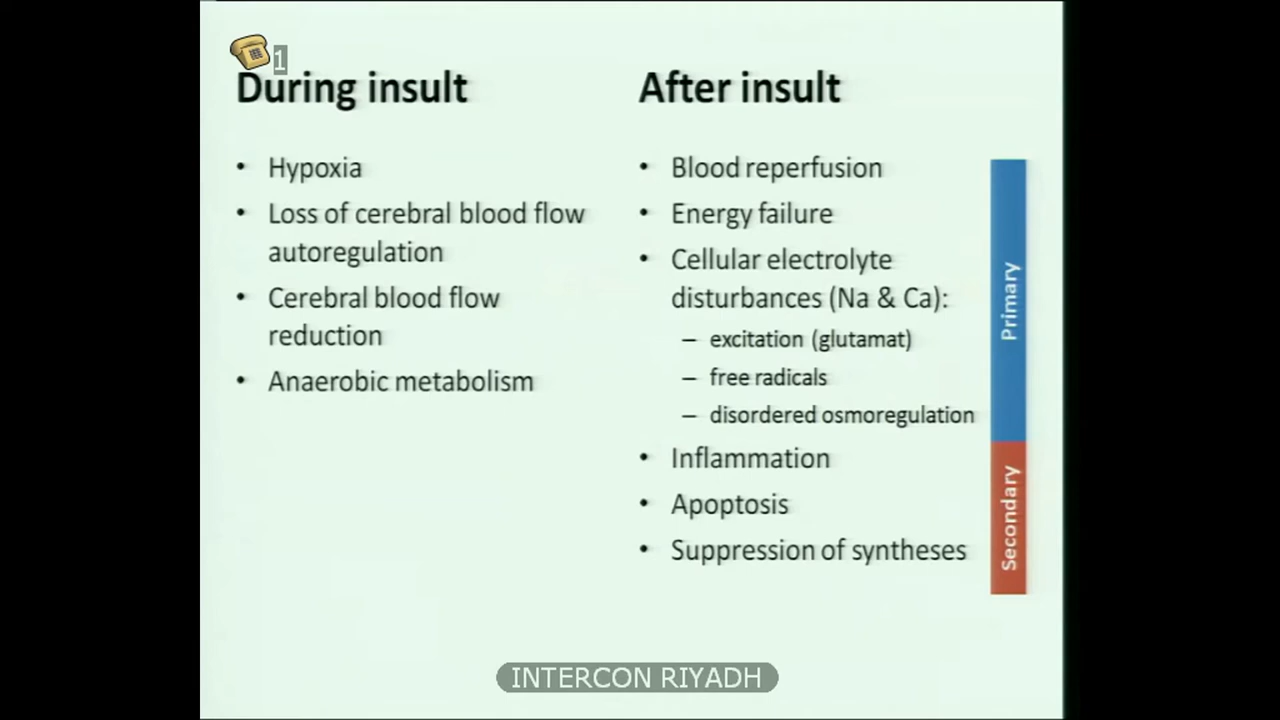 1
During insult
• Hypoxia
• Loss of cerebral blood flow
autoregulation
• Cerebral blood flow
reduction
• Anaerobic metabolism
After insult
• Blood reperfusion
• Energy failure
• Cellular electrolyte
disturbances (Na & Ca):
– excitation (glutamat)
– free radicals
– disordered osmoregulation
• Inflammation
• Apoptosis
• Suppression of syntheses
Primary
Secondary
INTERCON RIYADH